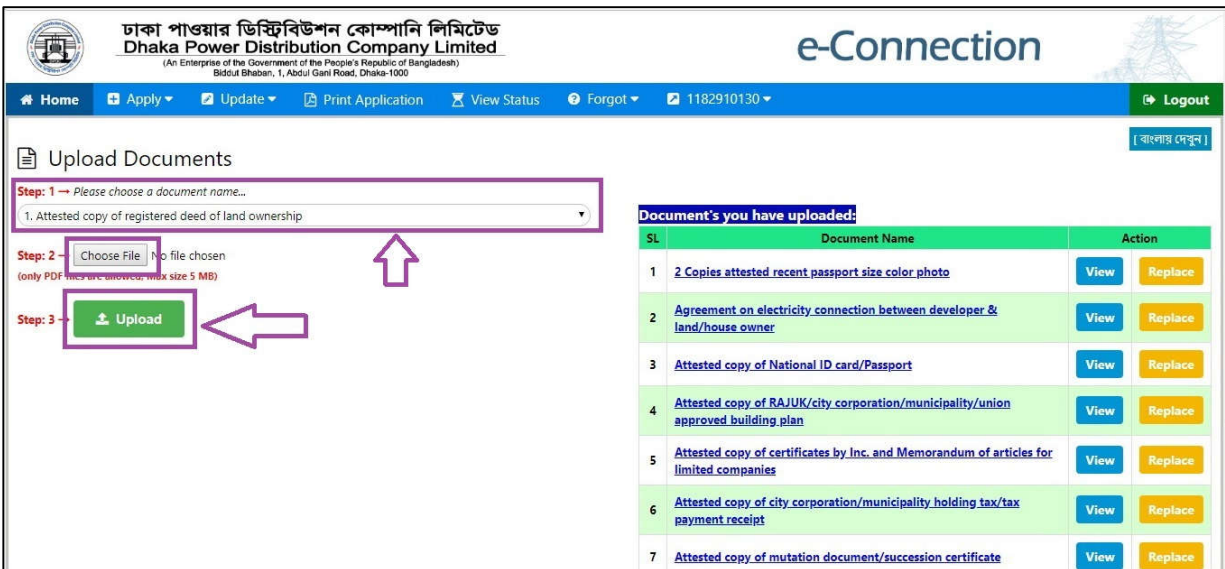 ঢাকা পাওয়ার ডিস্ট্রিবিউশন কোম্পানি লিমিটেড
Dhaka Power Distribution Company Limited
(An Enterprise of the Government of the People's Republic of Bangladesh)
Biddut Bhaban, 1, Abdul Gani Road, Dhaka-1000
e-Connection
Home Apply Update Print Application View Status Forgot 1182910130 Logout
[ বাংলায় দেখুন ]
Upload Documents
Step: 1 → Please choose a document name...
1. Attested copy of registered deed of land ownership
Step: 2 → Choose File No file chosen
(only PDF files are allowed, Max size 5 MB)
Step: 3 → Upload
Document's you have uploaded:
SL Document Name Action
1 2 Copies attested recent passport size color photo View Replace
2 Agreement on electricity connection between developer &
land/house owner View Replace
3 Attested copy of National ID card/Passport View Replace
4 Attested copy of RAJUK/city corporation/municipality/union
approved building plan View Replace
5 Attested copy of certificates by Inc. and Memorandum of articles for
limited companies View Replace
6 Attested copy of city corporation/municipality holding tax/tax
payment receipt View Replace
7 Attested copy of mutation document/succession certificate View Replace